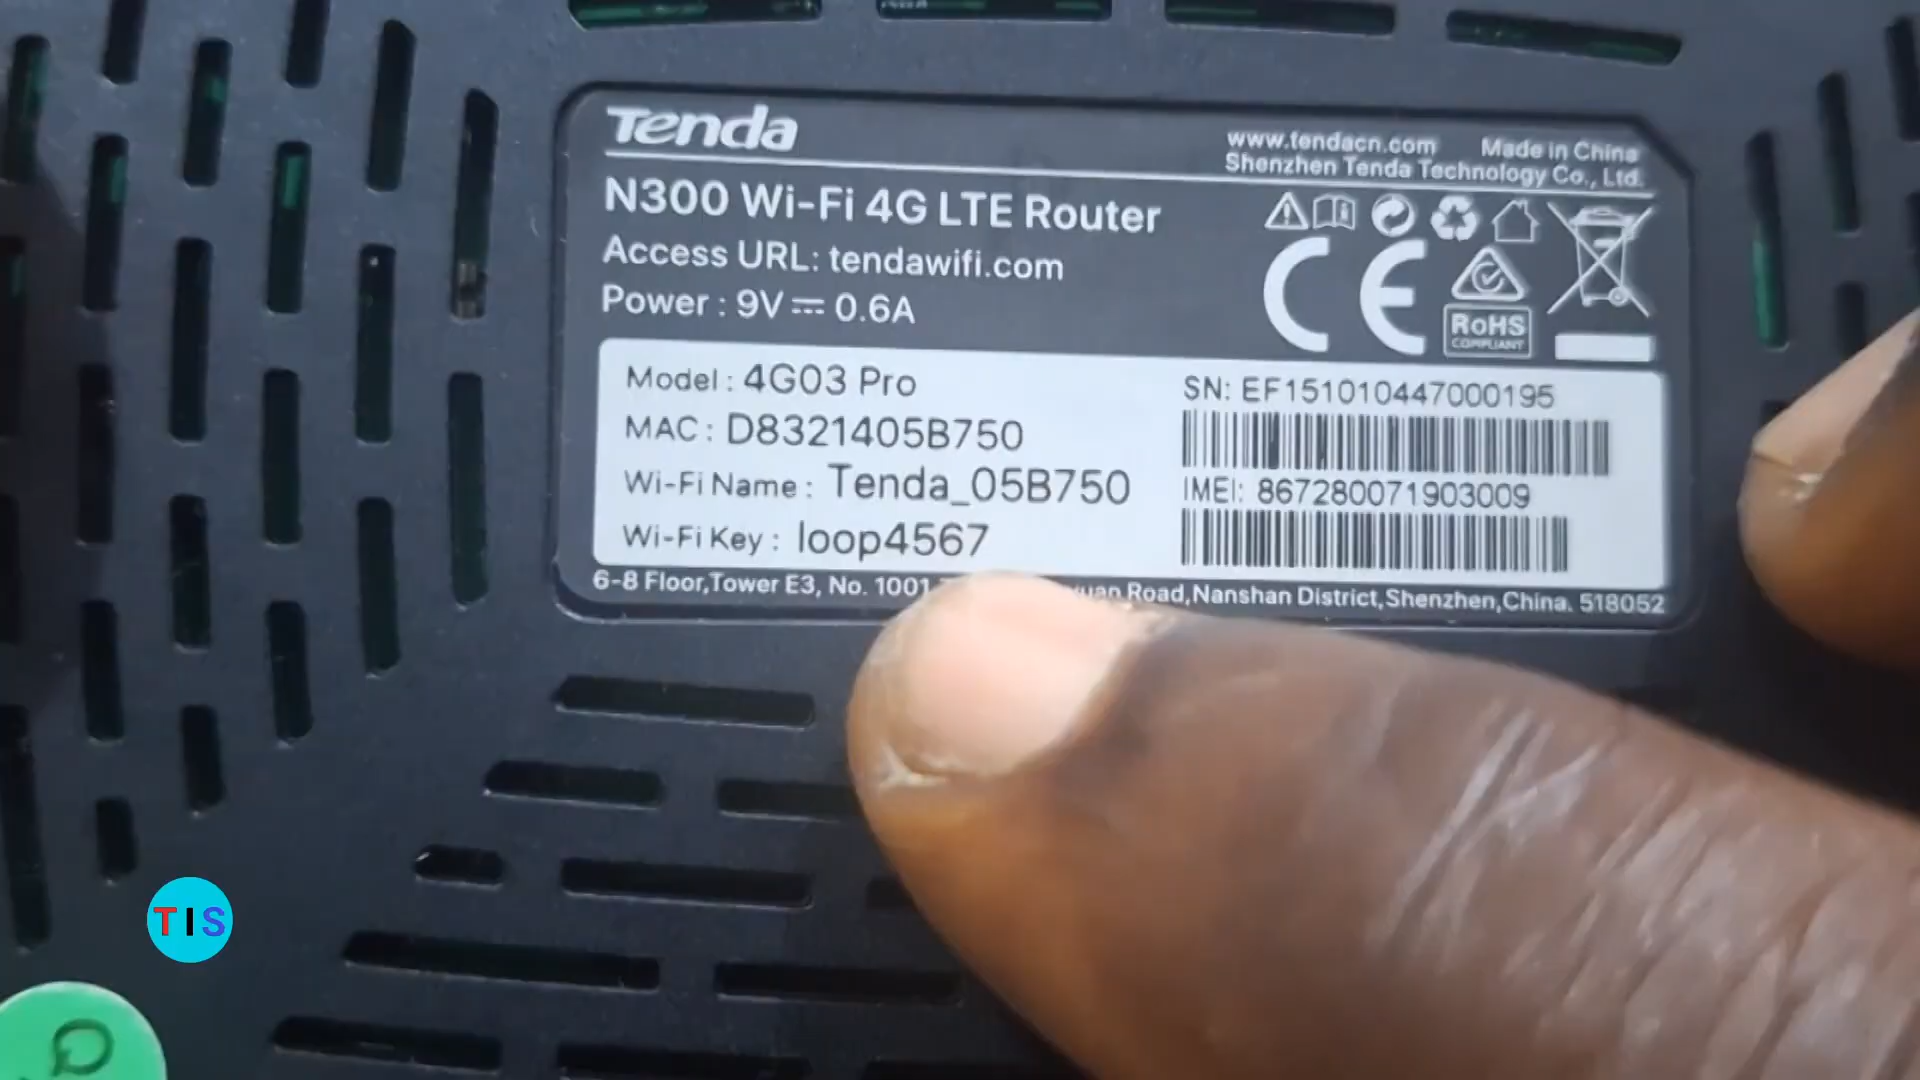 Tenda
www.tendacn.com Made in China
Shenzhen Tenda Technology Co., Ltd.
N300 Wi-Fi 4G LTE Router
Access URL: tendawifi.com
Power : 9V 0.6A
CE
RoHS
COMPLIANT
Model : 4G03 Pro
MAC : D8321405B750
Wi-Fi Name : Tenda_05B750
Wi-Fi Key : loop4567
SN: EF151010447000195
IMEI: 867280071903009
6-8 Floor,Tower E3, No. 1001 Road,Nanshan District,Shenzhen,China. 518052
TIS